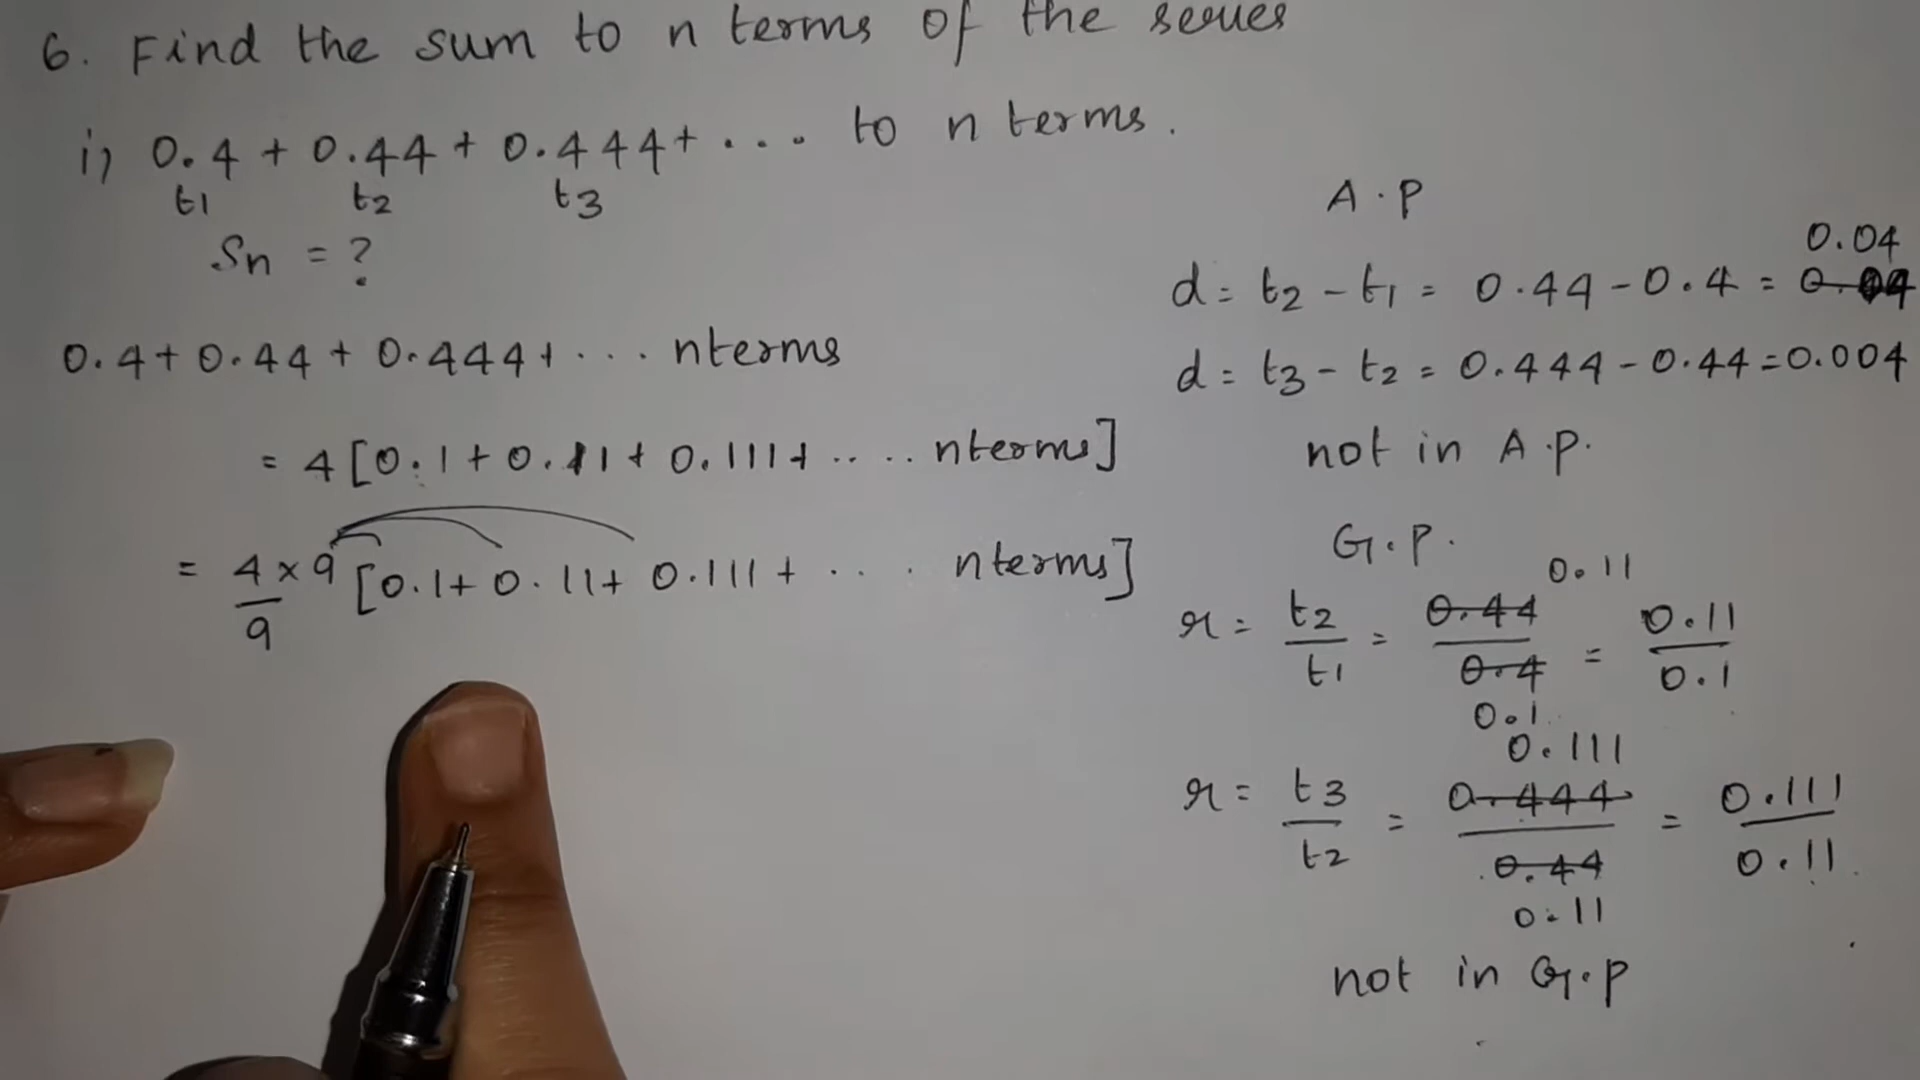 6. Find the sum to n terms of the series
i) 0.4 + 0.44 + 0.444 + .... to n terms.
t1 t2 t3
Sn = ?
0.4 + 0.44 + 0.444 + ... n terms
= 4 [0.1 + 0.11 + 0.111 + .... n terms]
= 4 × 9 [0.1 + 0.11 + 0.111 + .... n terms]
9
A.P
0.04
d = t2 - t1 = 0.44 - 0.4 = 0.04
d = t3 - t2 = 0.444 - 0.44 = 0.004
not in A.P.
G.P.
0.11
r = t2/t1 = 0.44/0.4 = 0.11/0.1
0.1
0.111
r = t3/t2 = 0.444/0.44 = 0.111/0.11
0.11
not in G.P